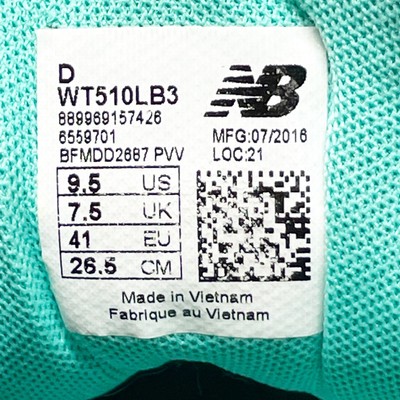 D
WT510LB3
NB
889969157426
6559701
MFG:07/2016
BFMDD2687 PVV
LOC:21
9.5 US
7.5 UK
41 EU
26.5 CM
Made in Vietnam
Fabrique au Vietnam